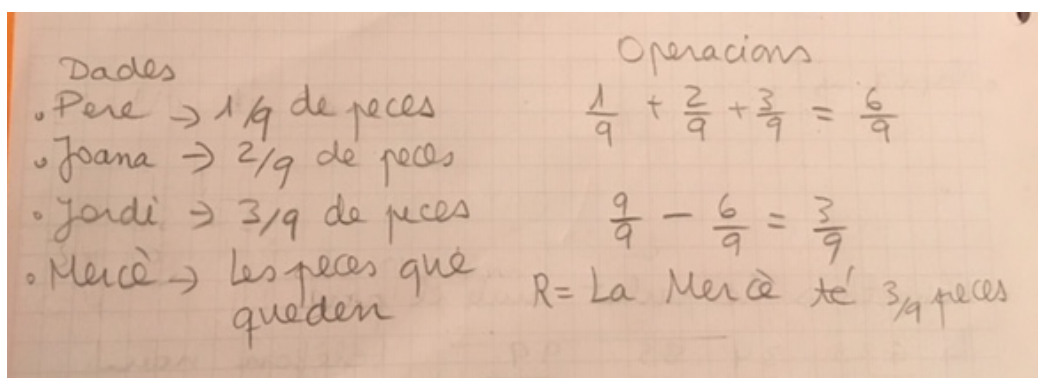 Dades
• Pere → 1/9 de peces
• Joana → 2/9 de peces
• Jordi → 3/9 de peces
• Mercè → Les peces que
queden
Operacions
1/9 + 2/9 + 3/9 = 6/9
9/9 - 6/9 = 3/9
R= La Mercè té 3/9 peces